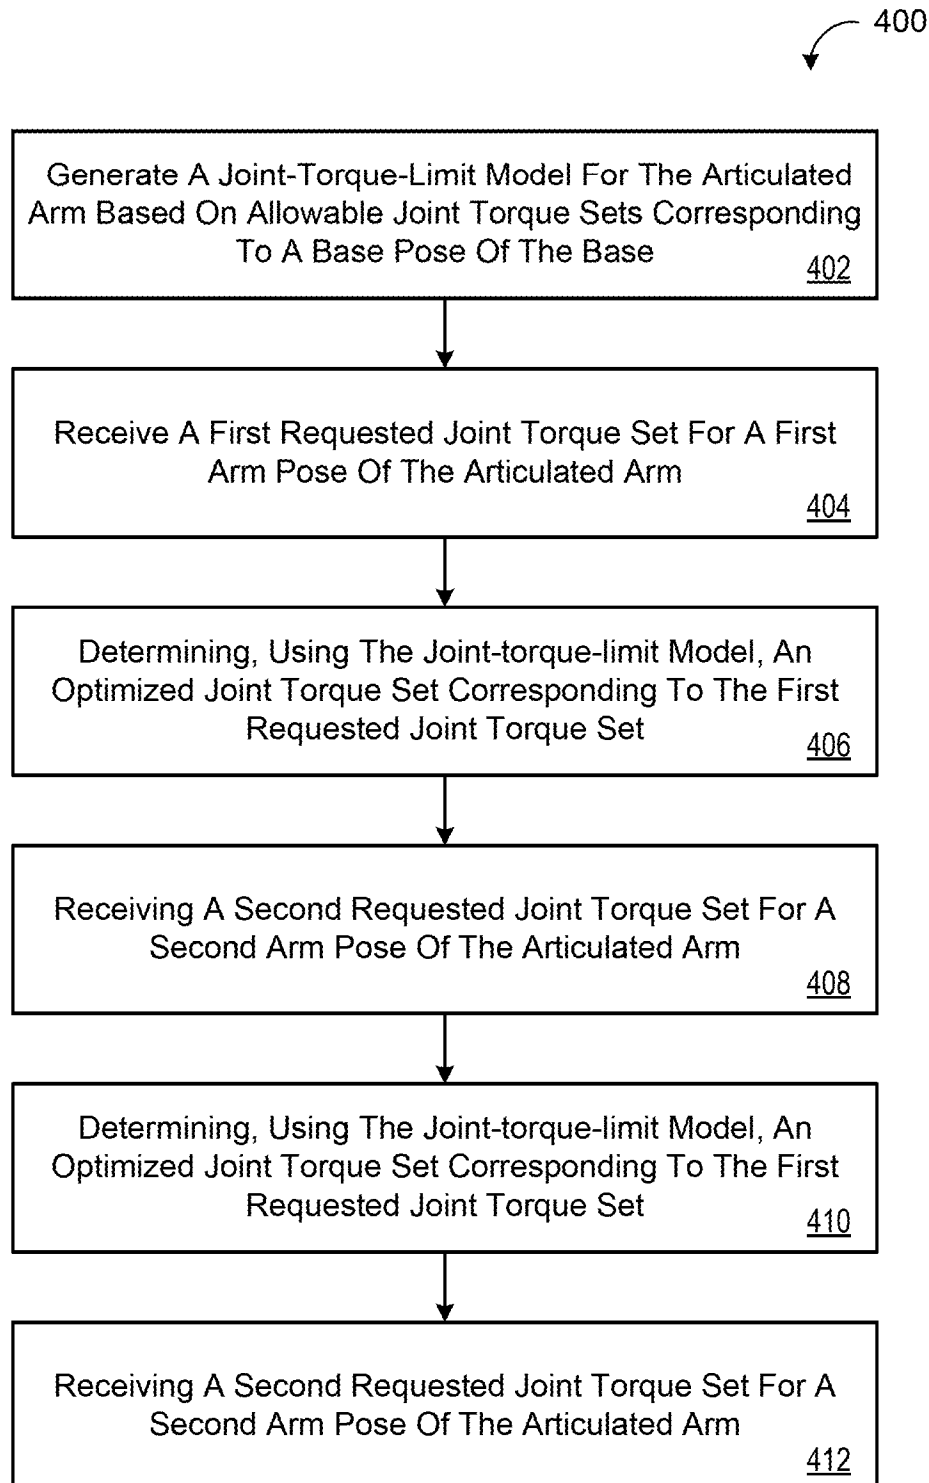 400
Generate A Joint-Torque-Limit Model For The Articulated
Arm Based On Allowable Joint Torque Sets Corresponding
To A Base Pose Of The Base
402
Receive A First Requested Joint Torque Set For A First
Arm Pose Of The Articulated Arm
404
Determining, Using The Joint-torque-limit Model, An
Optimized Joint Torque Set Corresponding To The First
Requested Joint Torque Set
406
Receiving A Second Requested Joint Torque Set For A
Second Arm Pose Of The Articulated Arm
408
Determining, Using The Joint-torque-limit Model, An
Optimized Joint Torque Set Corresponding To The First
Requested Joint Torque Set
410
Receiving A Second Requested Joint Torque Set For A
Second Arm Pose Of The Articulated Arm
412